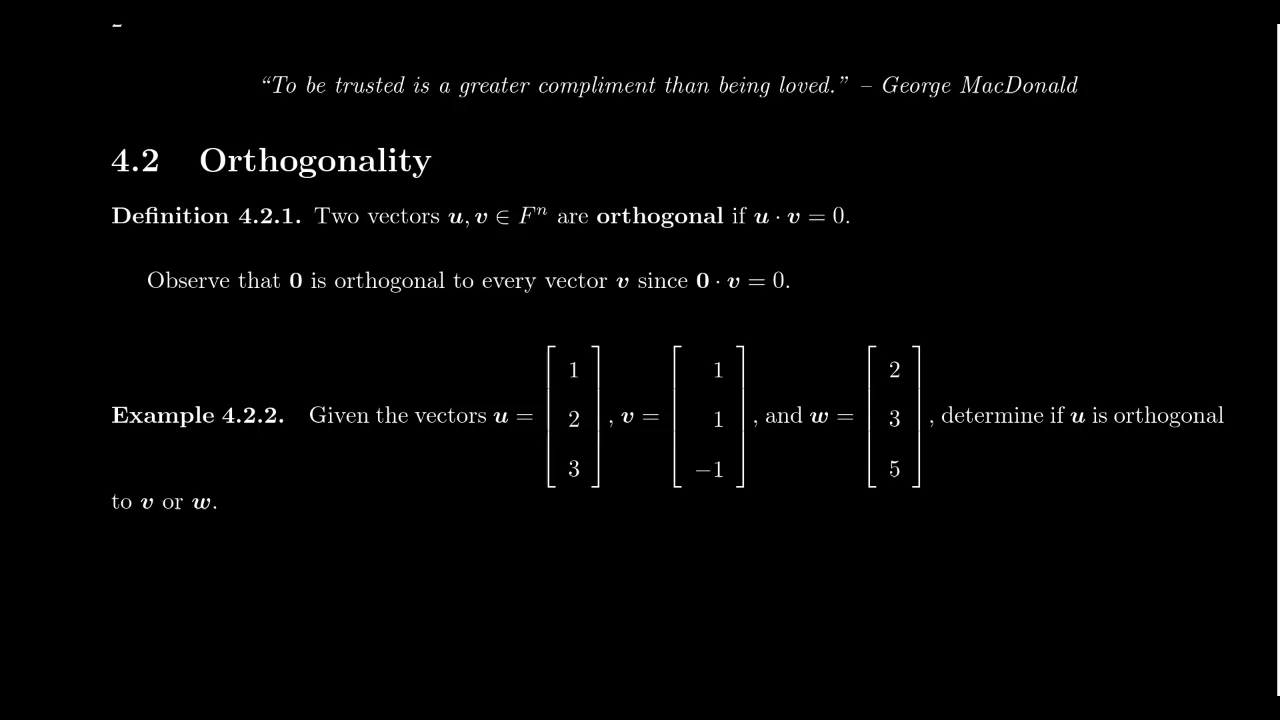 “To be trusted is a greater compliment than being loved.” – George MacDonald
4.2 Orthogonality
Definition 4.2.1. Two vectors u, v ∈ Fⁿ are orthogonal if u · v = 0.
Observe that 0 is orthogonal to every vector v since 0 · v = 0.
Example 4.2.2. Given the vectors u = [1 2 3], v = [1 1 −1], and w = [2 3 5], determine if u is orthogonal
to v or w.